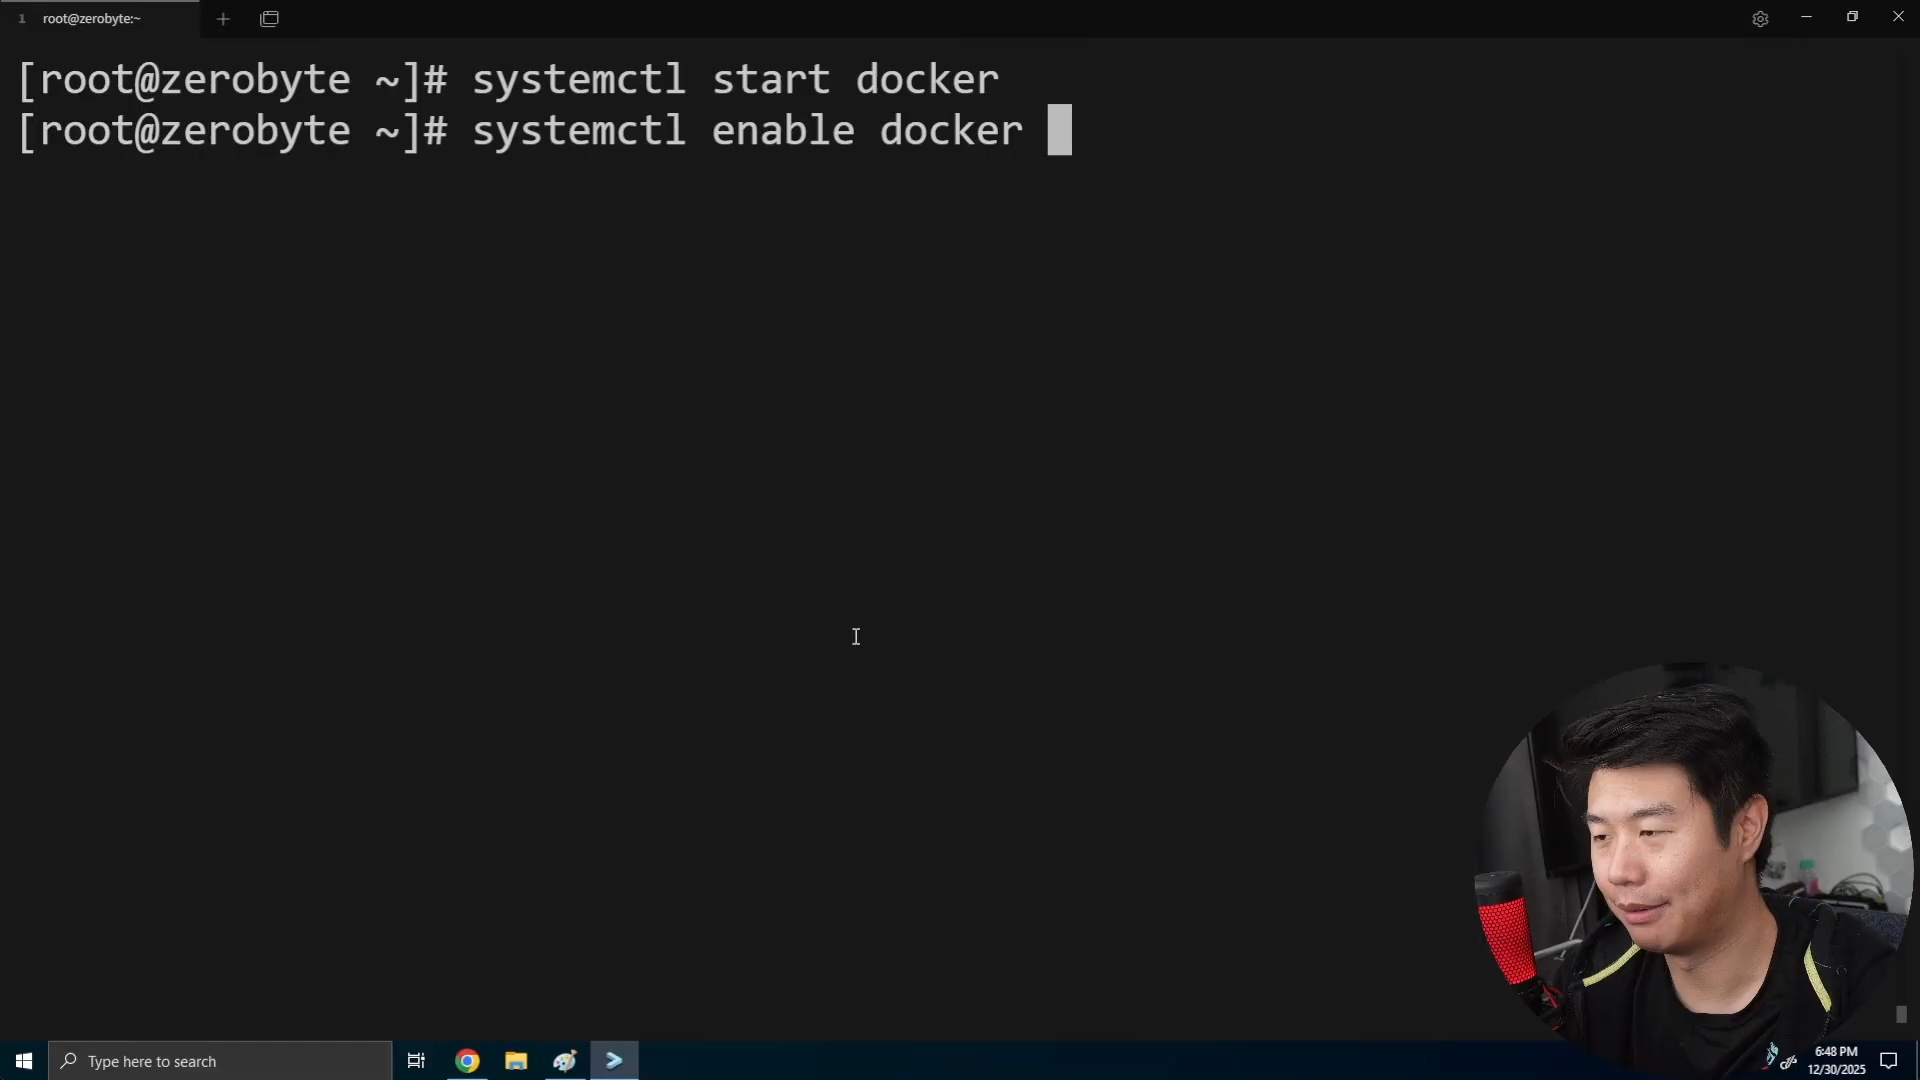 1 root@zerobyte:~
[root@zerobyte ~]# systemctl start docker
[root@zerobyte ~]# systemctl enable docker
Type here to search
6:48 PM
12/30/2025